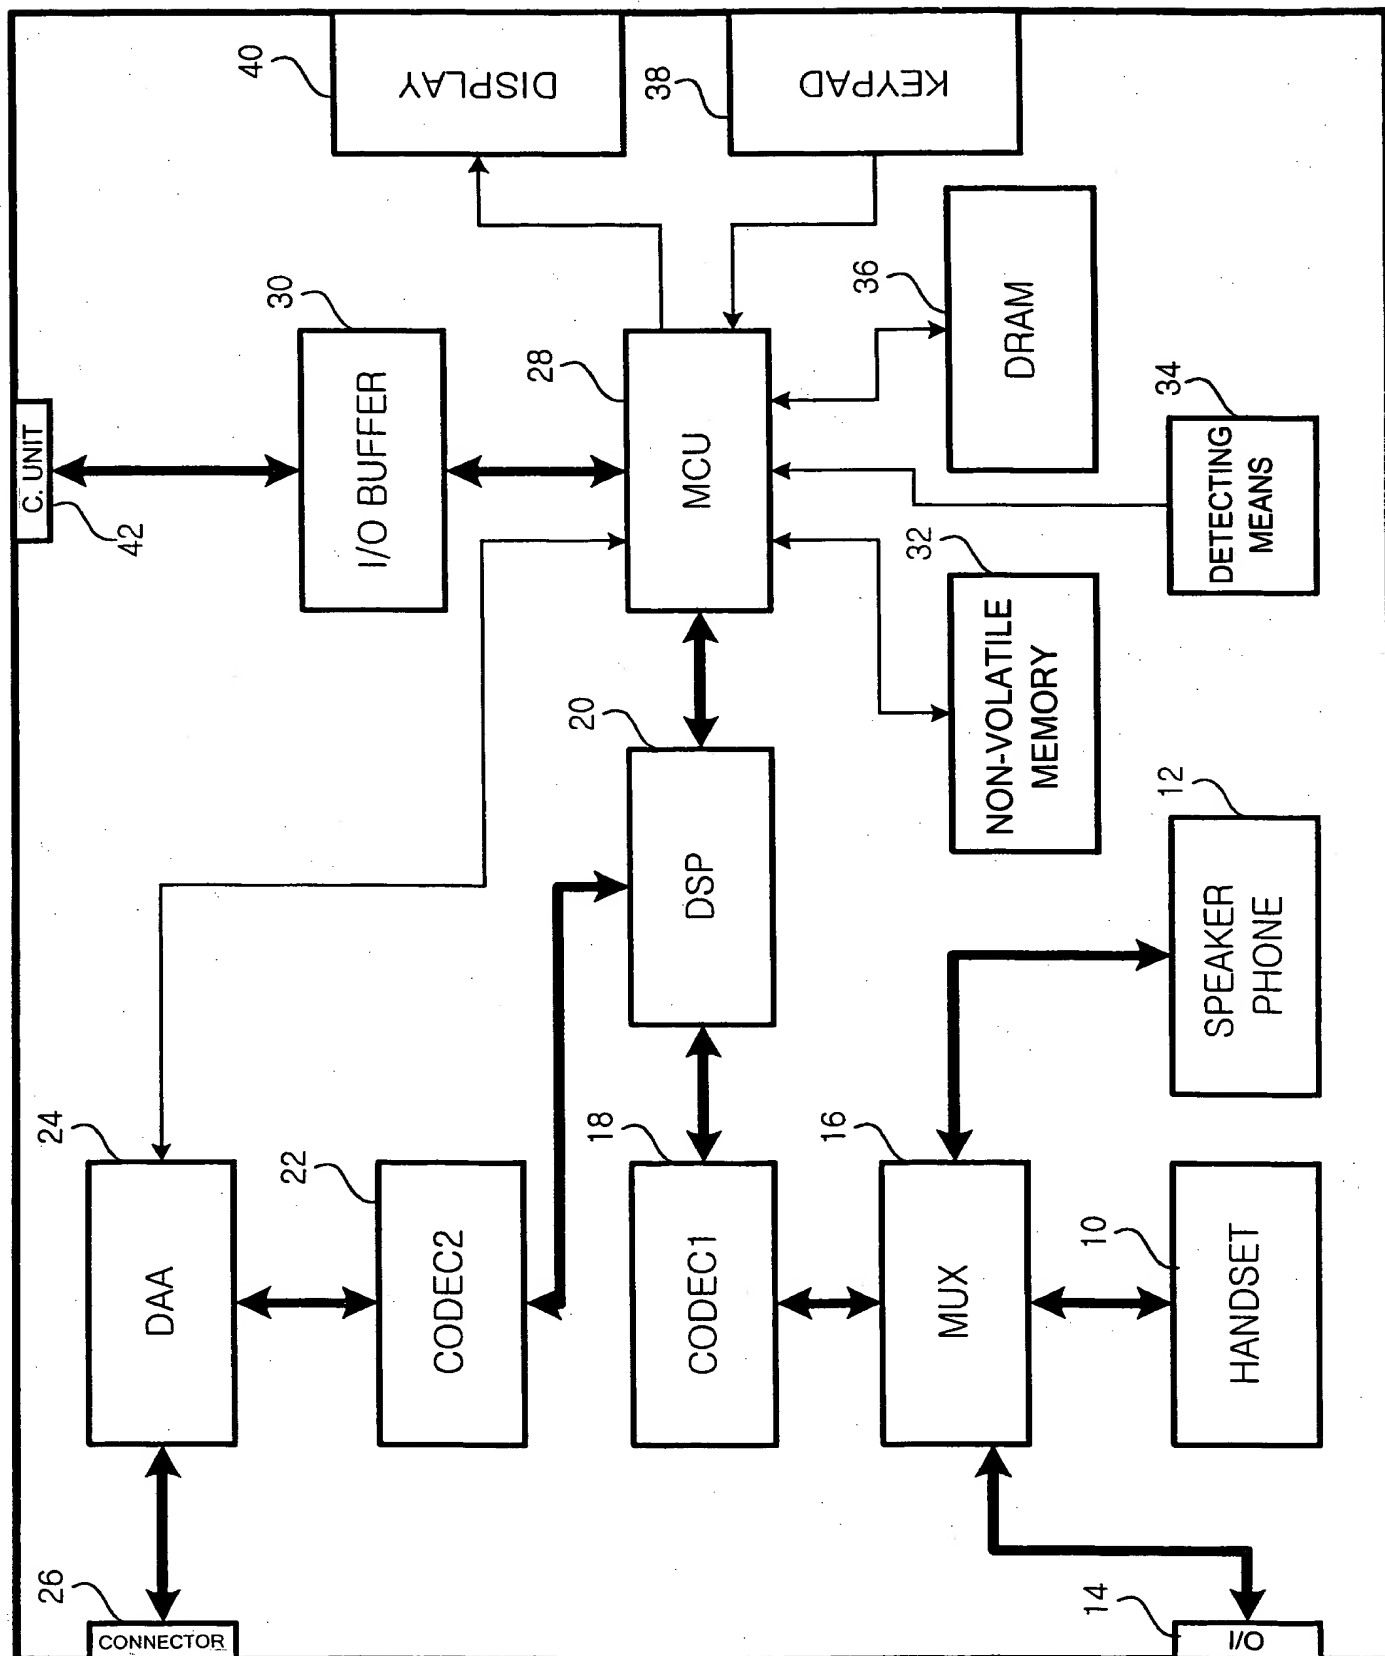 40
DISPLAY
38
KEYPAD
C. UNIT
42
30
I/O BUFFER
28
MCU
36
DRAM
34
DETECTING
MEANS
32
NON-VOLATILE
MEMORY
20
DSP
12
SPEAKER
PHONE
24
DAA
22
CODEC2
18
CODEC1
16
MUX
10
HANDSET
26
CONNECTOR
14
I/O